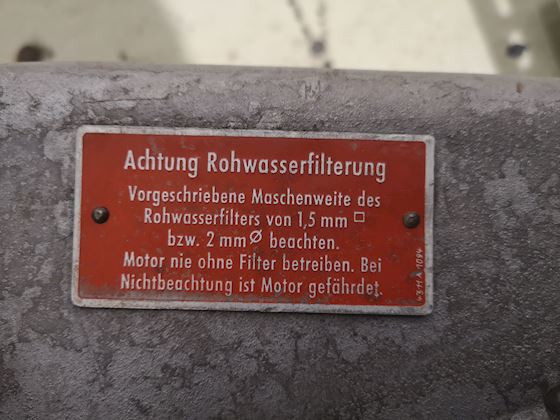 Achtung Rohwasserfilterung
Vorgeschriebene Maschenweite des
Rohwasserfilters von 1,5 mm □
bzw. 2 mm Ø beachten.
Motor nie ohne Filter betreiben. Bei
Nichtbeachtung ist Motor gefährdet.